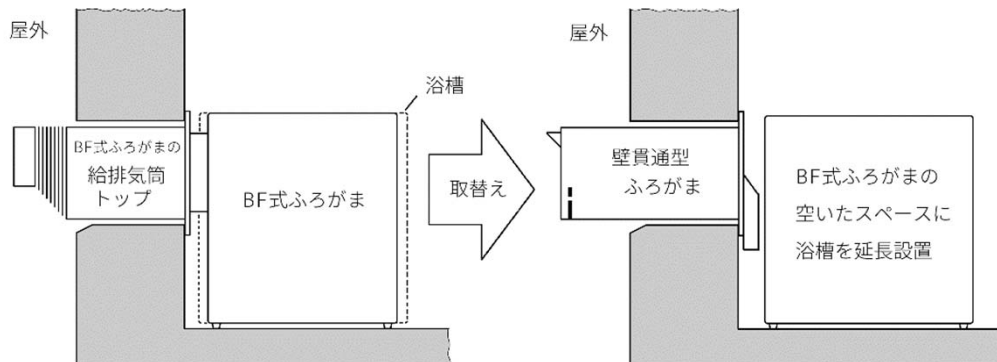 屋外
浴槽
BF式ふろがまの
給排気筒
トップ
BF式ふろがま
取替え
屋外
壁貫通型
ふろがま
BF式ふろがまの
空いたスペースに
浴槽を延長設置